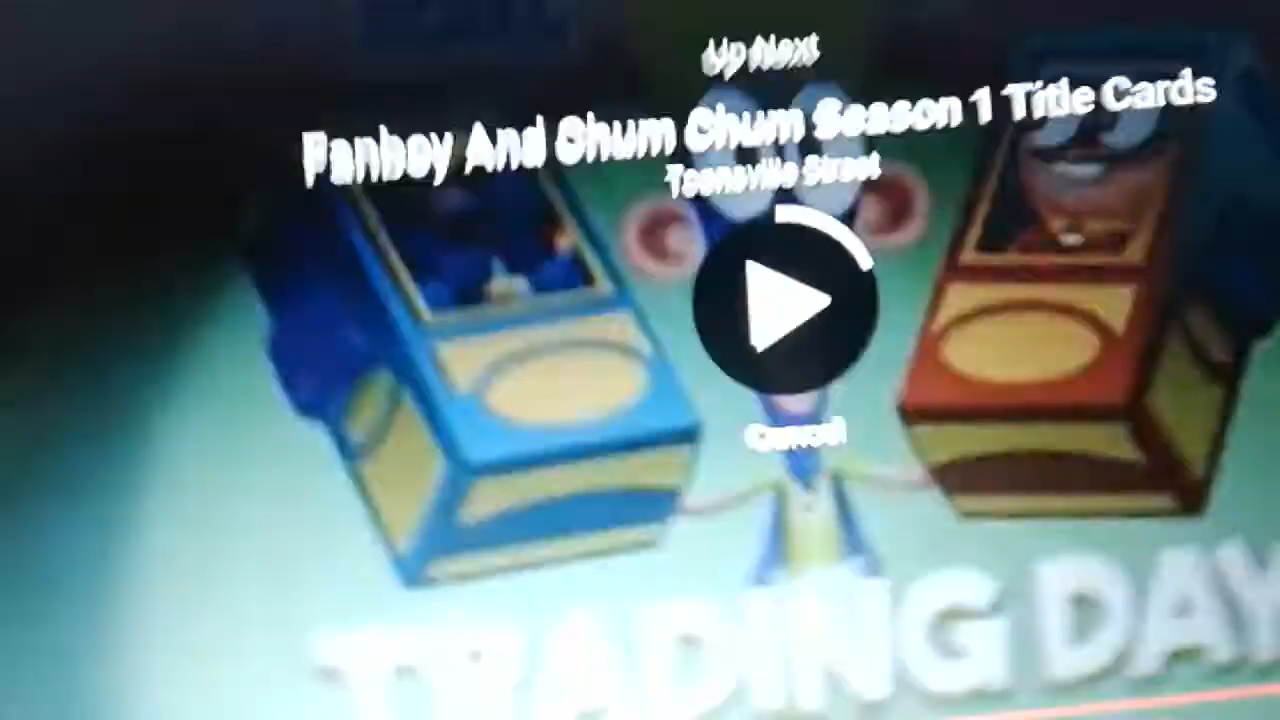 Up Next
Fanboy And Chum Chum Season 1 Title Cards
Toonsville Street
Cancel
TRADING DAY